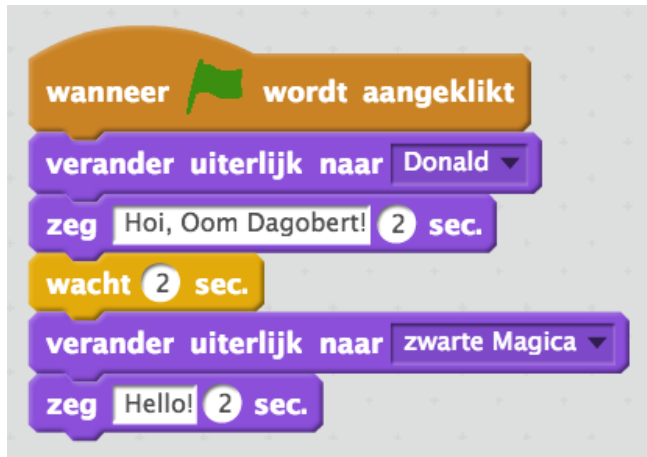 wanneer wordt aangeklikt
verander uiterlijk naar Donald
zeg Hoi, Oom Dagobert! 2 sec.
wacht 2 sec.
verander uiterlijk naar zwarte Magica
zeg Hello! 2 sec.